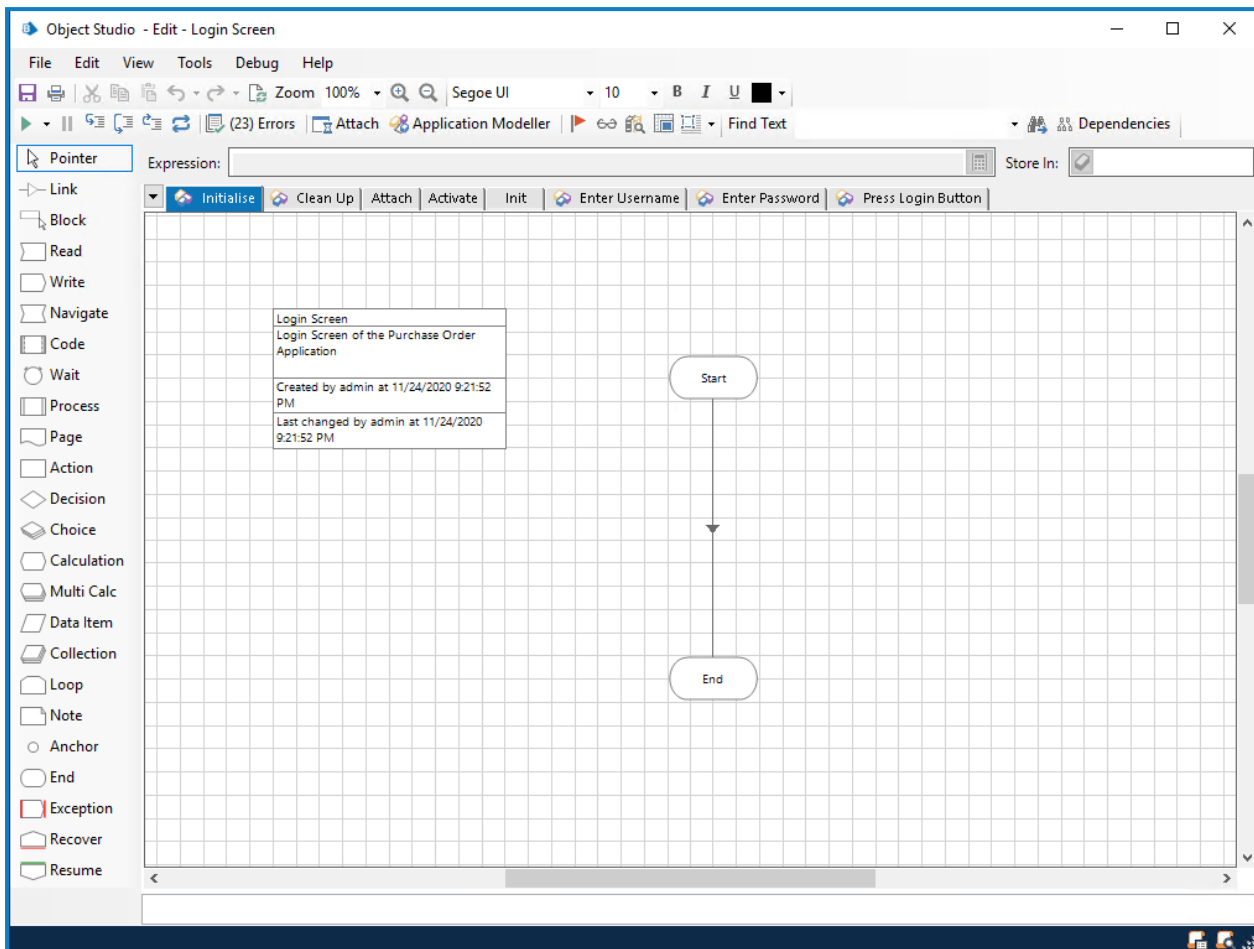 Object Studio - Edit - Login Screen
File Edit View Tools Debug Help
Zoom 100% Segoe UI 10 B I U
(23) Errors Attach Application Modeller Find Text Dependencies
Pointer
Expression: Store In:
Link
Initialise Clean Up Attach Activate Init Enter Username Enter Password Press Login Button
Block
Read
Write
Navigate
Code
Wait
Process
Page
Action
Decision
Choice
Calculation
Multi Calc
Data Item
Collection
Loop
Note
Anchor
End
Exception
Recover
Resume
Login Screen
Login Screen of the Purchase Order
Application
Created by admin at 11/24/2020 9:21:52
PM
Last changed by admin at 11/24/2020
9:21:52 PM
Start
End